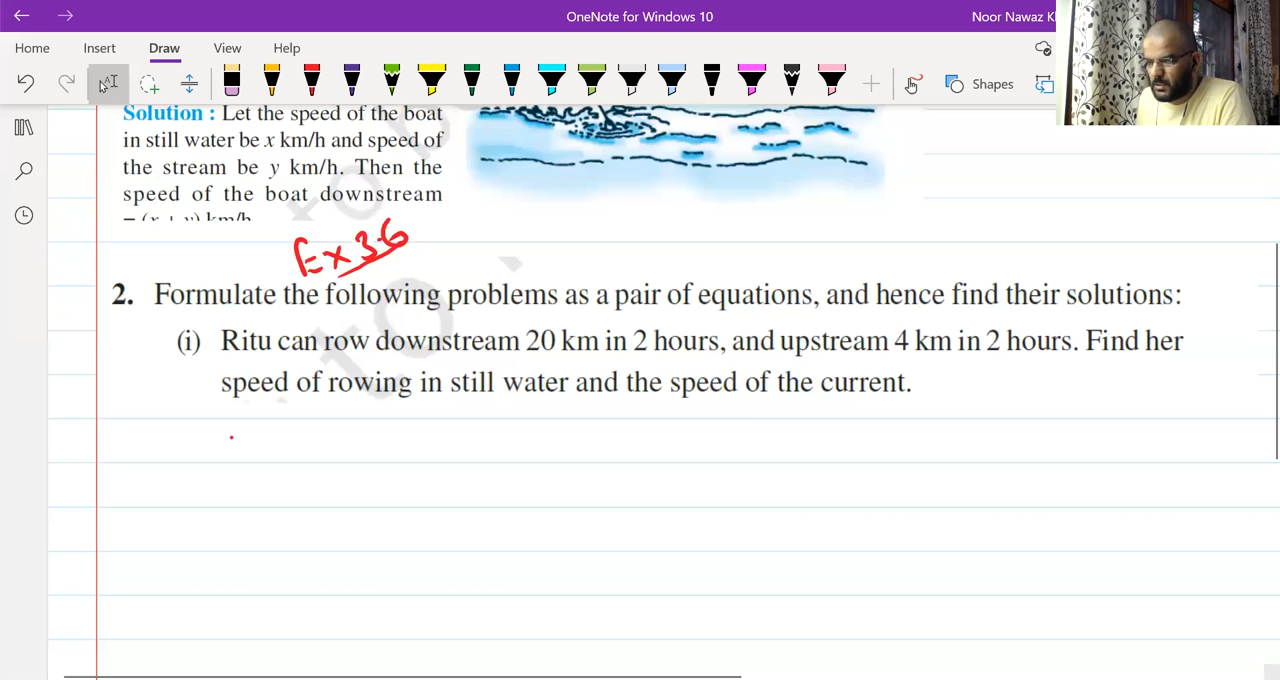 OneNote for Windows 10
Noor Nawaz
Home Insert Draw View Help
Shapes
Solution : Let the speed of the boat
in still water be x km/h and speed of
the stream be y km/h. Then the
speed of the boat downstream
= (x + y) km/h
Ex 3.6
2. Formulate the following problems as a pair of equations, and hence find their solutions:
(i) Ritu can row downstream 20 km in 2 hours, and upstream 4 km in 2 hours. Find her
speed of rowing in still water and the speed of the current.